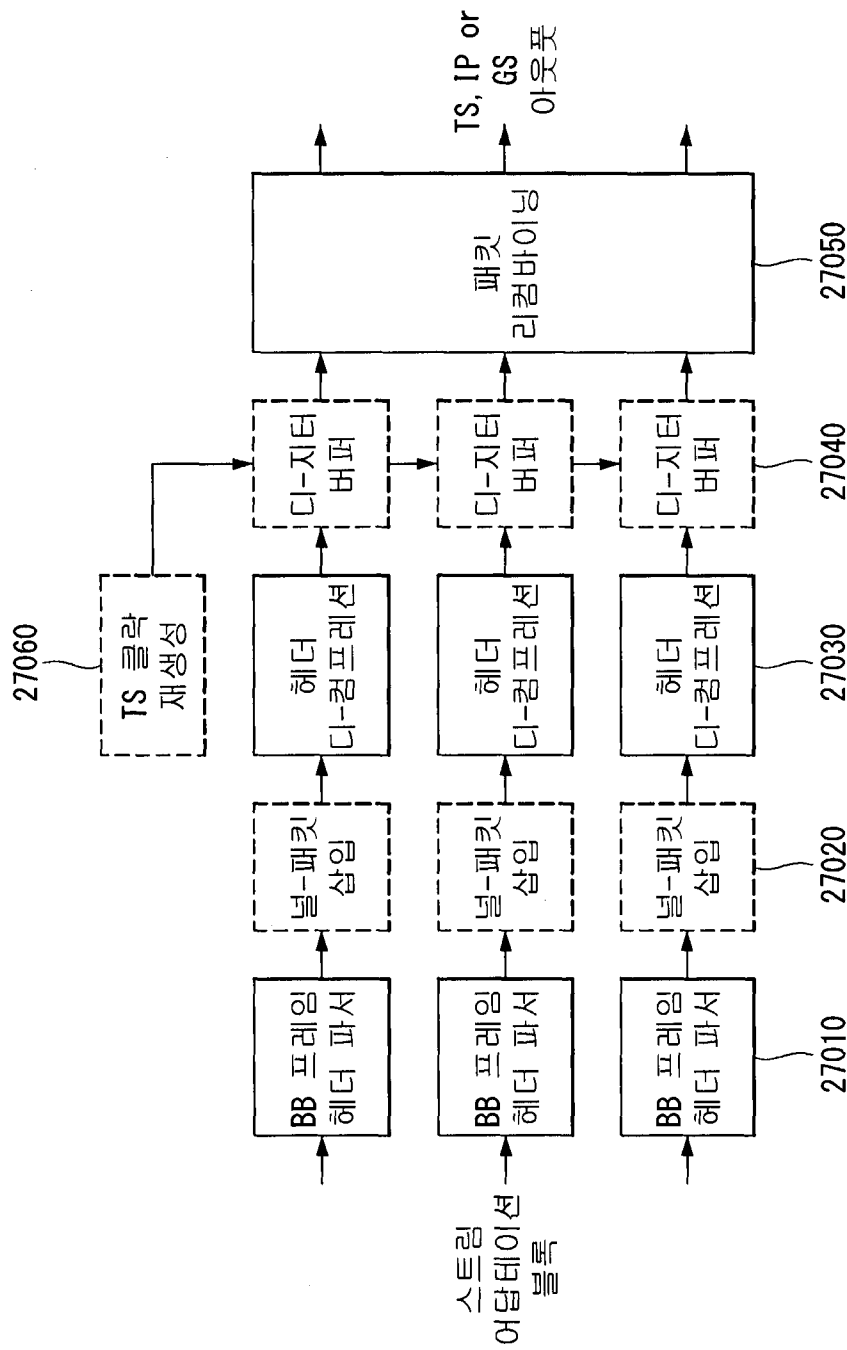 27060
TS 클락
재생성
스트림
어답테이션
블록
BB 프레임
헤더 파서
널-패킷
삽입
헤더
디-컴프레션
디-지터
버퍼
BB 프레임
헤더 파서
널-패킷
삽입
헤더
디-컴프레션
디-지터
버퍼
BB 프레임
헤더 파서
널-패킷
삽입
헤더
디-컴프레션
디-지터
버퍼
패킷
리컴바이닝
TS, IP or
GS
아웃풋
27010
27020
27030
27040
27050